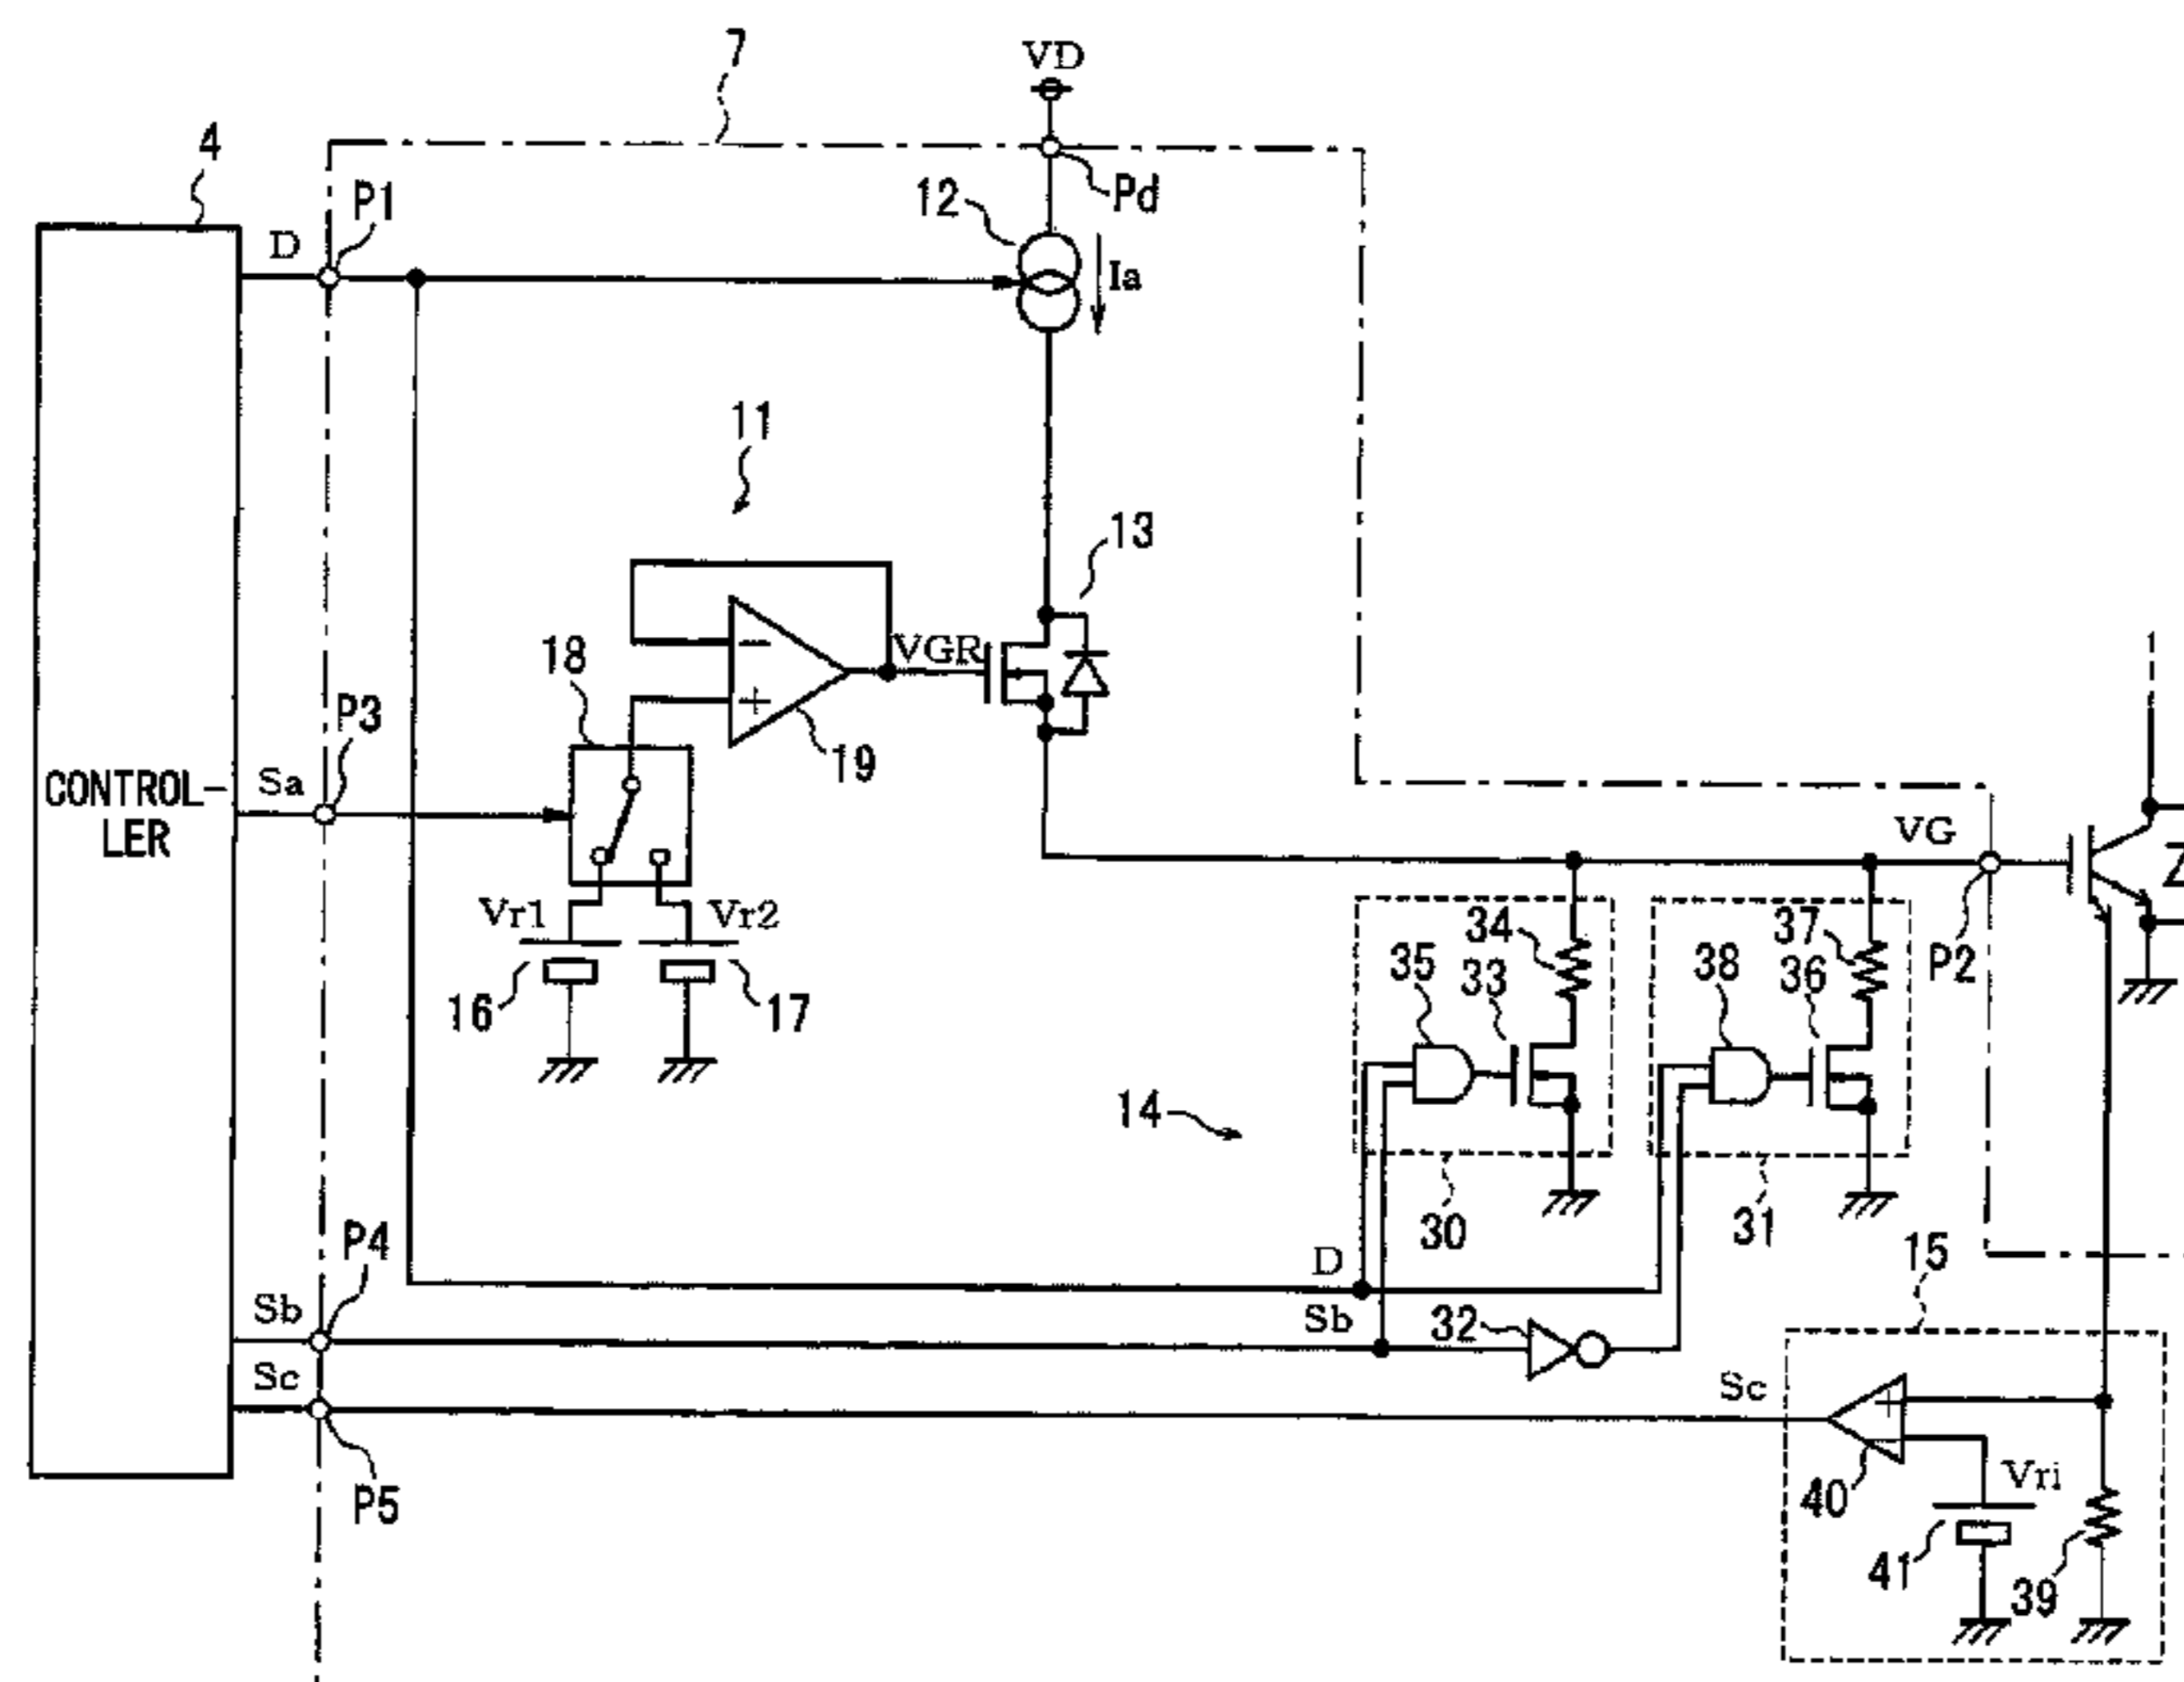 7
VD
4
P1
12
Pd
D
Ia
11
13
18
VGR
P3
19
Sa
CONTROL-
LER
VG
Vr1
Vr2
34
37
35
33
38
36
P2
16
17
14
30
31
P4
15
D
Sb
Sb
32
Sc
Sc
Vri
40
P5
41
39